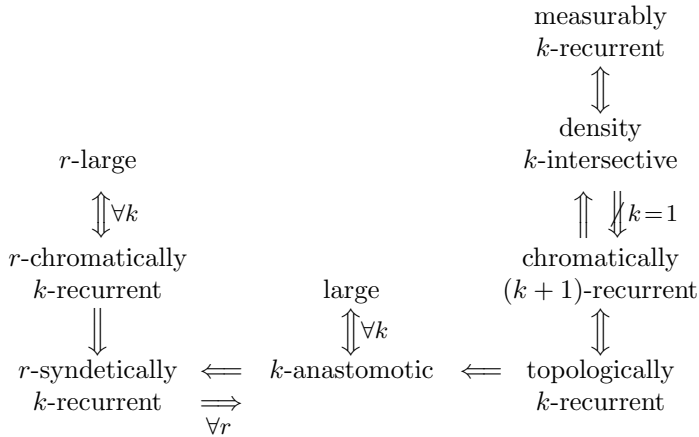 measurably
k-recurrent
density
k-intersective
r-large
∀k
k=1
r-chromatically
k-recurrent
large
chromatically
(k + 1)-recurrent
∀k
r-syndetically
k-recurrent
k-anastomotic
topologically
k-recurrent
∀r